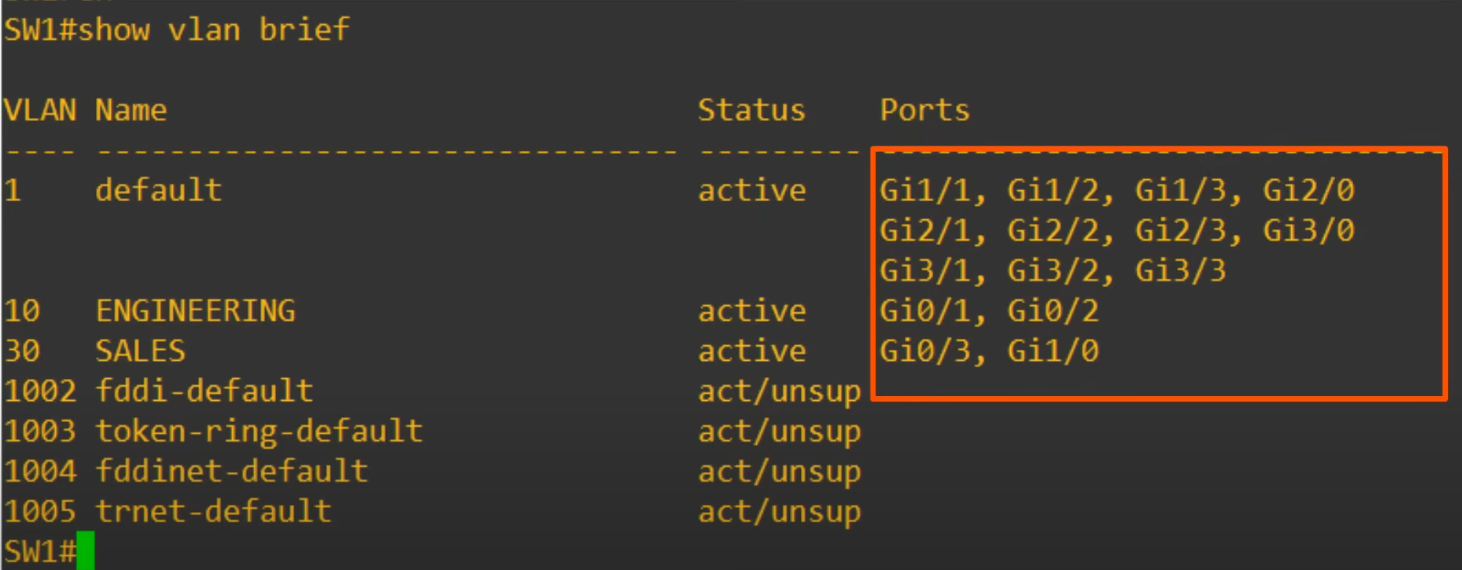 SW1#show vlan brief
VLAN Name                             Status    Ports
---- -------------------------------- --------- -------------------------------
1    default                          active    Gi1/1, Gi1/2, Gi1/3, Gi2/0
                                                Gi2/1, Gi2/2, Gi2/3, Gi3/0
                                                Gi3/1, Gi3/2, Gi3/3
10   ENGINEERING                      active    Gi0/1, Gi0/2
30   SALES                            active    Gi0/3, Gi1/0
1002 fddi-default                     act/unsup
1003 token-ring-default               act/unsup
1004 fddinet-default                  act/unsup
1005 trnet-default                    act/unsup
SW1#